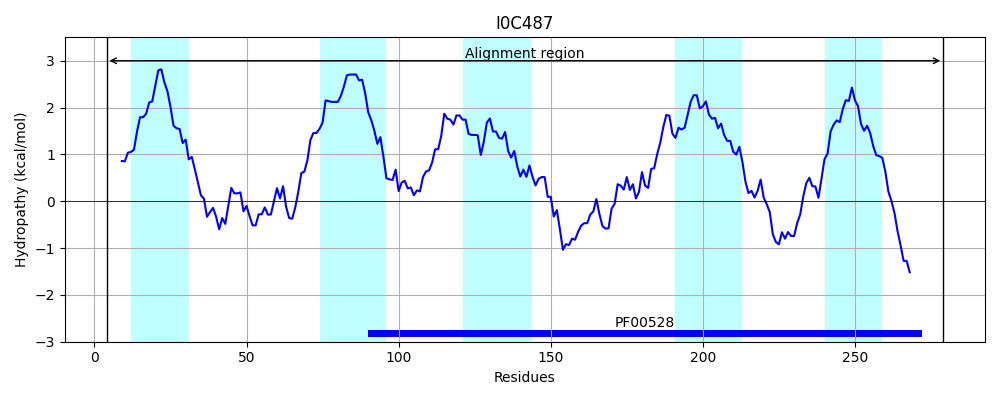 I0C487
Alignment region
3
2
1
0
−1
−2
−3
Hydropathy (kcal/mol)
PF00528
0 50 100 150 200 250
Residues